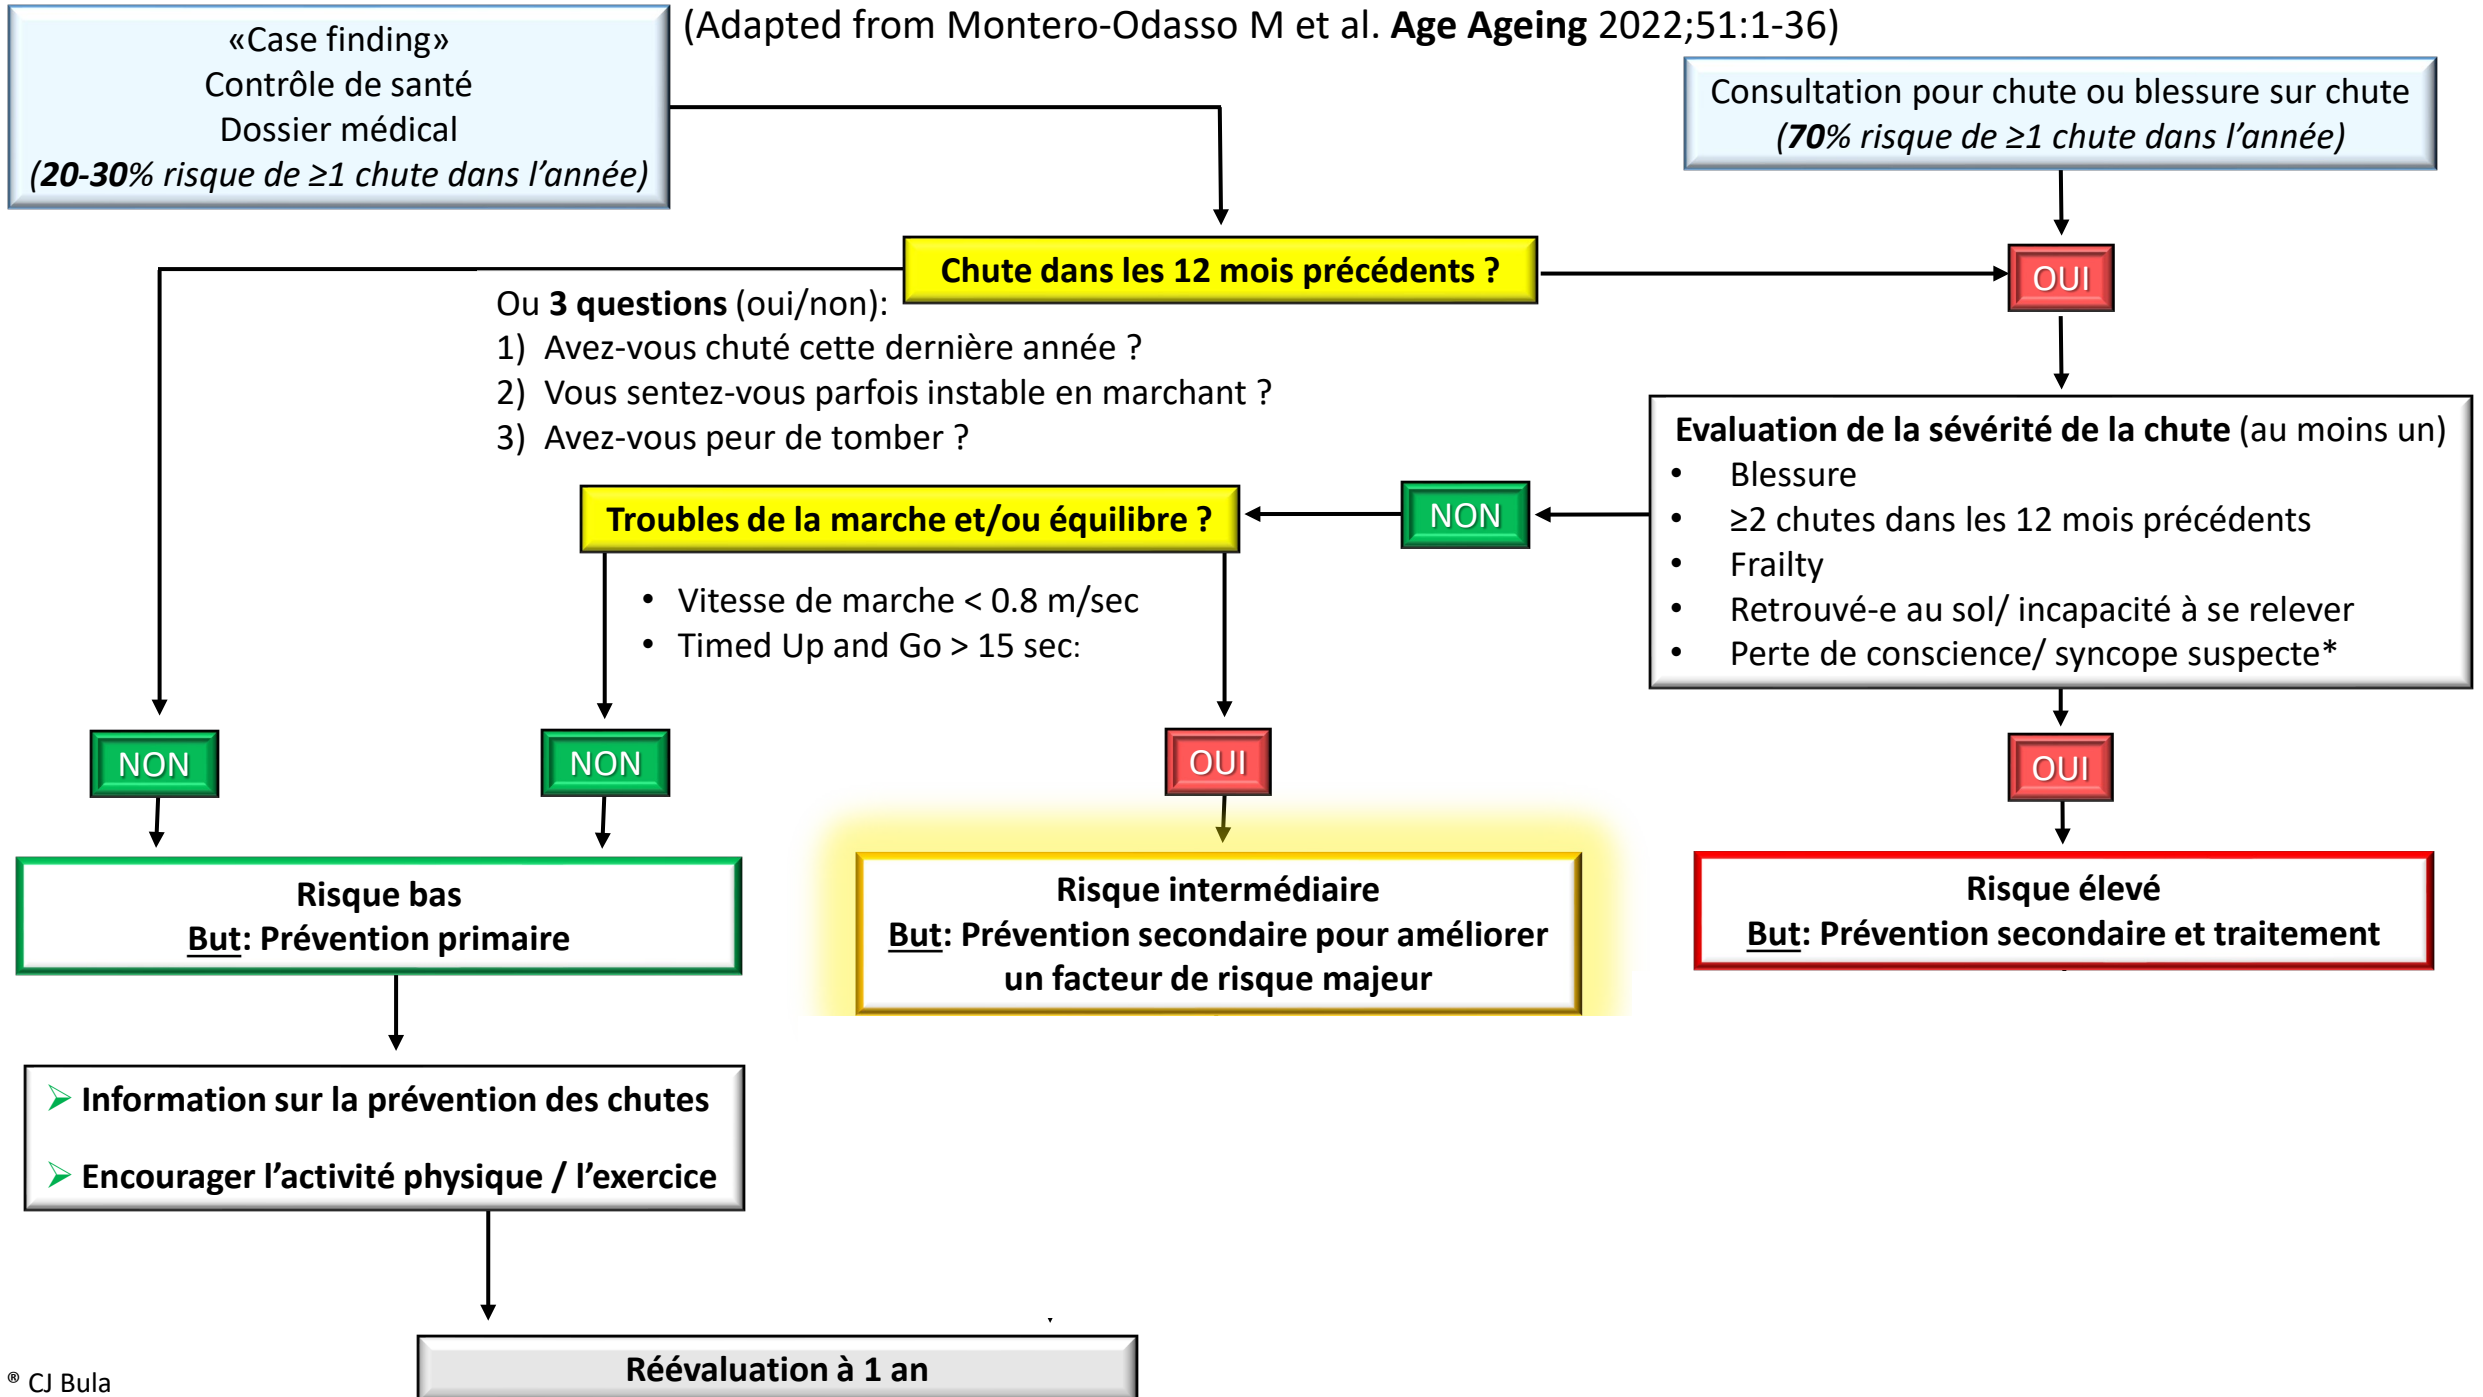 (Adapted from Montero-Odasso M et al. Age Ageing 2022;51:1-36)
«Case finding»
Contrôle de santé
Dossier médical
(20-30% risque de ≥1 chute dans l’année)
Consultation pour chute ou blessure sur chute
(70% risque de ≥1 chute dans l’année)
Chute dans les 12 mois précédents ?
OUI
Ou 3 questions (oui/non):
1) Avez-vous chuté cette dernière année ?
2) Vous sentez-vous parfois instable en marchant ?
3) Avez-vous peur de tomber ?
Evaluation de la sévérité de la chute (au moins un)
• Blessure
• ≥2 chutes dans les 12 mois précédents
• Frailty
• Retrouvé-e au sol/ incapacité à se relever
• Perte de conscience/ syncope suspecte*
NON
Troubles de la marche et/ou équilibre ?
• Vitesse de marche < 0.8 m/sec
• Timed Up and Go > 15 sec:
NON
NON
OUI
OUI
Risque bas
But: Prévention primaire
Risque intermédiaire
But: Prévention secondaire pour améliorer
un facteur de risque majeur
Risque élevé
But: Prévention secondaire et traitement
➢ Information sur la prévention des chutes
➢ Encourager l’activité physique / l’exercice
Réévaluation à 1 an
® CJ Bula